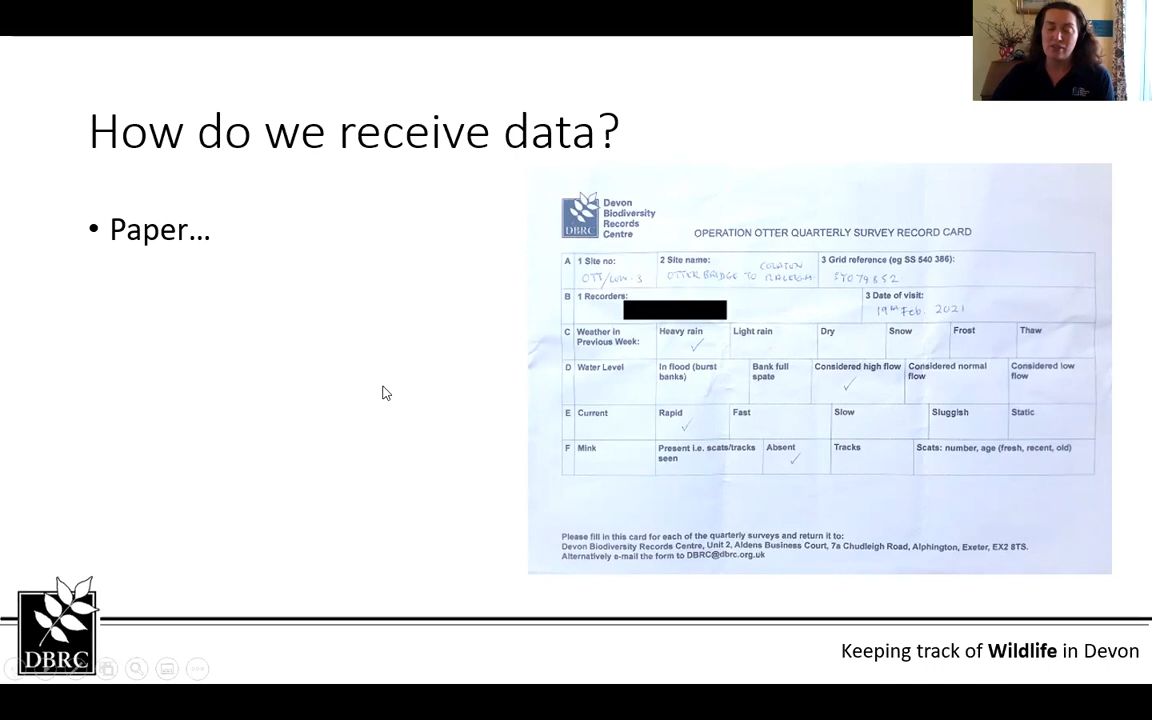 How do we receive data?
• Paper...
DBRC
Devon
Biodiversity
Records
Centre
OPERATION OTTER QUARTERLY SURVEY RECORD CARD
A 1 Site no: 2 Site name: 3 Grid reference (eg SS 540 386):
OTT/LOW-3 OTTER BRIDGE TO COLATON RALEIGH SY079852
B 1 Recorders: 3 Date of visit:
19th Feb. 2021
C Weather in Previous Week: Heavy rain Light rain Dry Snow Frost Thaw
D Water Level In flood (burst banks) Bank full spate Considered high flow Considered normal flow Considered low flow
E Current Rapid Fast Slow Sluggish Static
F Mink Present i.e. scats/tracks seen Absent Tracks Scats: number, age (fresh, recent, old)
Please fill in this card for each of the quarterly surveys and return it to:
Devon Biodiversity Records Centre, Unit 2, Aldens Business Court, 7a Chudleigh Road, Alphington, Exeter, EX2 8TS.
Alternatively e-mail the form to DBRC@dbrc.org.uk
DBRC
Keeping track of Wildlife in Devon